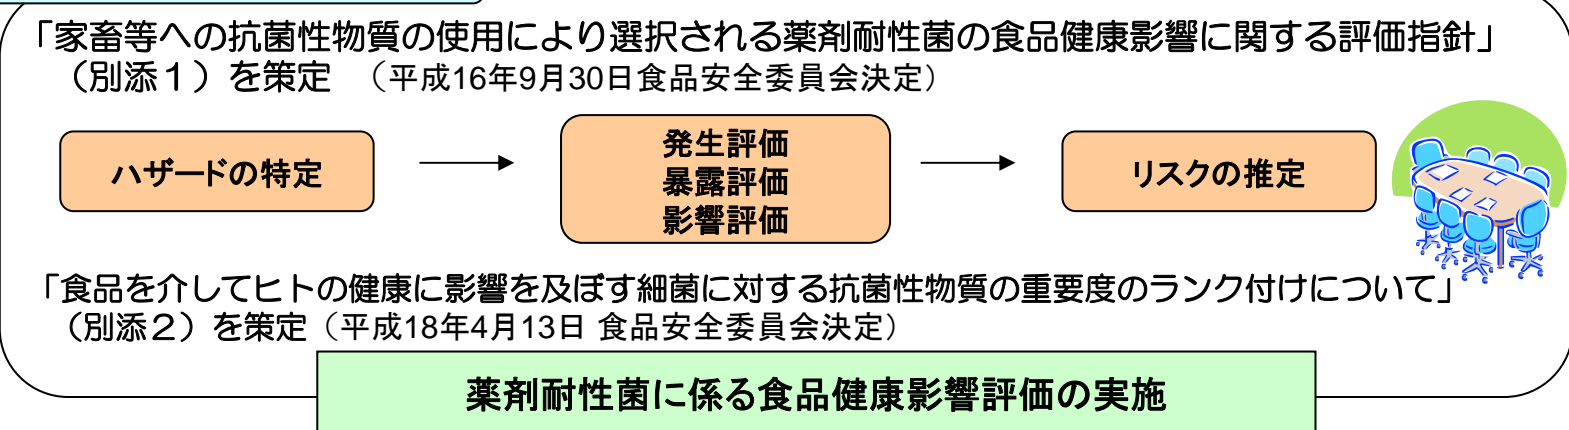 「家畜等への抗菌性物質の使用により選択される薬剤耐性菌の食品健康影響に関する評価指針」
（別添１）を策定　（平成16年9月30日食品安全委員会決定）
ハザードの特定
発生評価
暴露評価
影響評価
リスクの推定
「食品を介してヒトの健康に影響を及ぼす細菌に対する抗菌性物質の重要度のランク付けについて」
（別添２）を策定（平成18年4月13日 食品安全委員会決定）
薬剤耐性菌に係る食品健康影響評価の実施